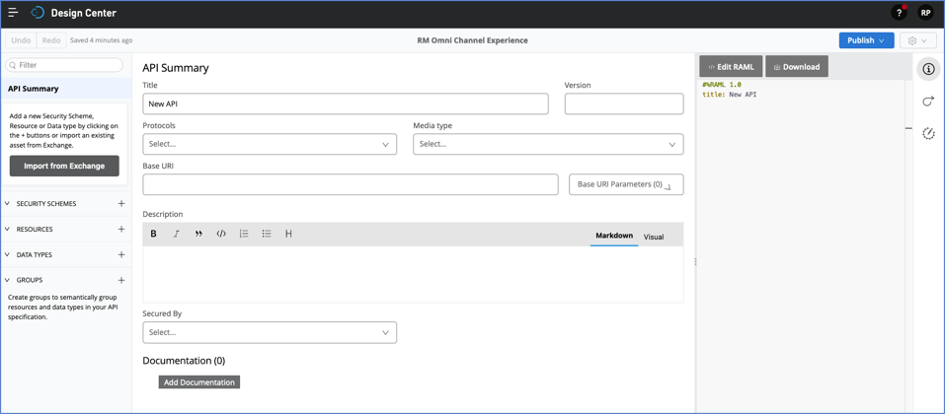 Design Center
?
RP
Undo
Redo
Saved 4 minutes ago
RM Omni Channel Experience
Publish
Filter
API Summary
Add a new Security Scheme,
Resource or Data type by clicking on
the + buttons or import an existing
asset from Exchange.
Import from Exchange
SECURITY SCHEMES +
RESOURCES +
DATA TYPES +
GROUPS +
Create groups to semantically group
resources and data types in your API
specification.
API Summary
Title
New API
Version
Protocols
Select...
Media type
Select...
Base URI
Base URI Parameters (0)
Description
B I ” </> H
Markdown
Visual
Secured By
Select...
Documentation (0)
Add Documentation
Edit RAML
Download
#%RAML 1.0
title: New API